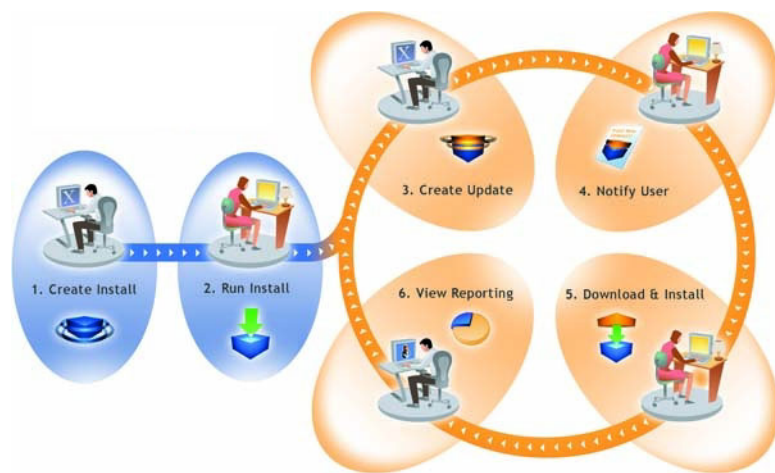 1. Create Install
2. Run Install
3. Create Update
4. Notify User
5. Download & Install
6. View Reporting